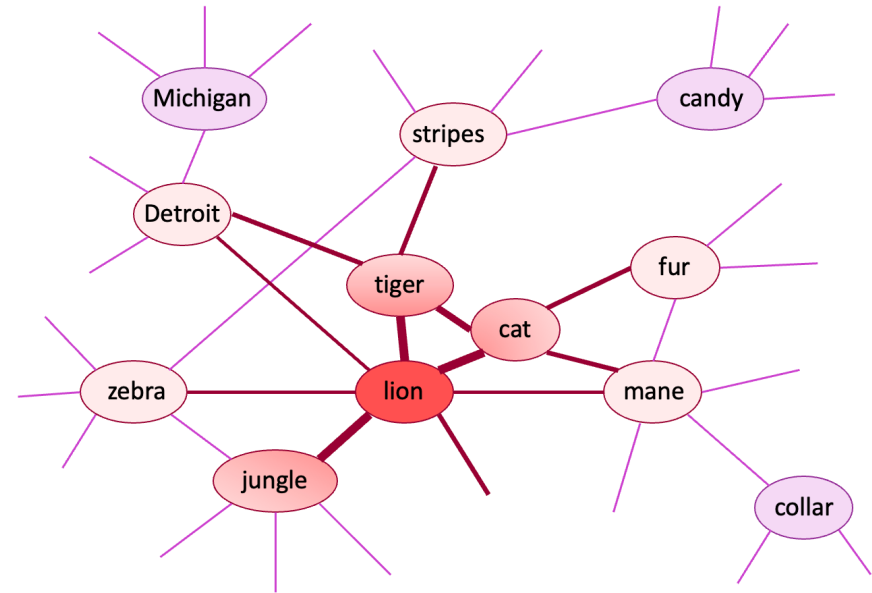 Michigan
candy
stripes
Detroit
fur
tiger
cat
zebra
lion
mane
jungle
collar